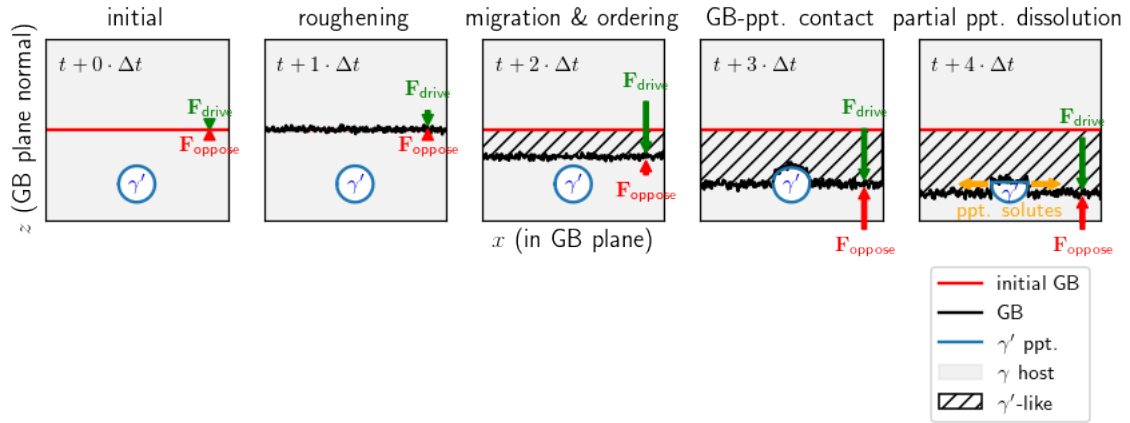 initial
roughening
migration & ordering
GB-ppt. contact
partial ppt. dissolution
z (GB plane normal)
t + 0 · Δt
F_drive
F_oppose
γ′
t + 1 · Δt
F_drive
F_oppose
γ′
t + 2 · Δt
F_drive
F_oppose
γ′
t + 3 · Δt
F_drive
F_oppose
γ′
t + 4 · Δt
F_drive
γ′
ppt. solutes
F_oppose
x (in GB plane)
initial GB
GB
γ′ ppt.
γ host
γ′-like